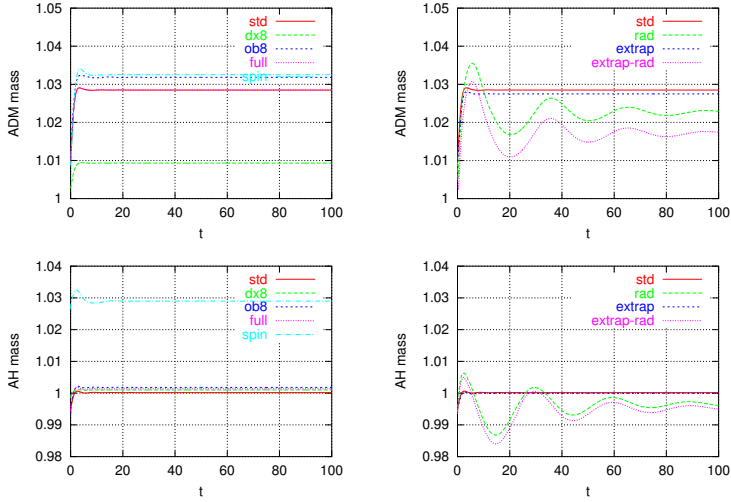 1.05
1.04
1.03
1.02
1.01
1
ADM mass
0
20
40
60
80
100
t
std
dx8
ob8
full
spin
1.05
1.04
1.03
1.02
1.01
1
ADM mass
0
20
40
60
80
100
t
std
rad
extrap
extrap-rad
1.04
1.03
1.02
1.01
1
0.99
0.98
AH mass
0
20
40
60
80
100
t
std
dx8
ob8
full
spin
1.04
1.03
1.02
1.01
1
0.99
0.98
AH mass
0
20
40
60
80
100
t
std
rad
extrap
extrap-rad